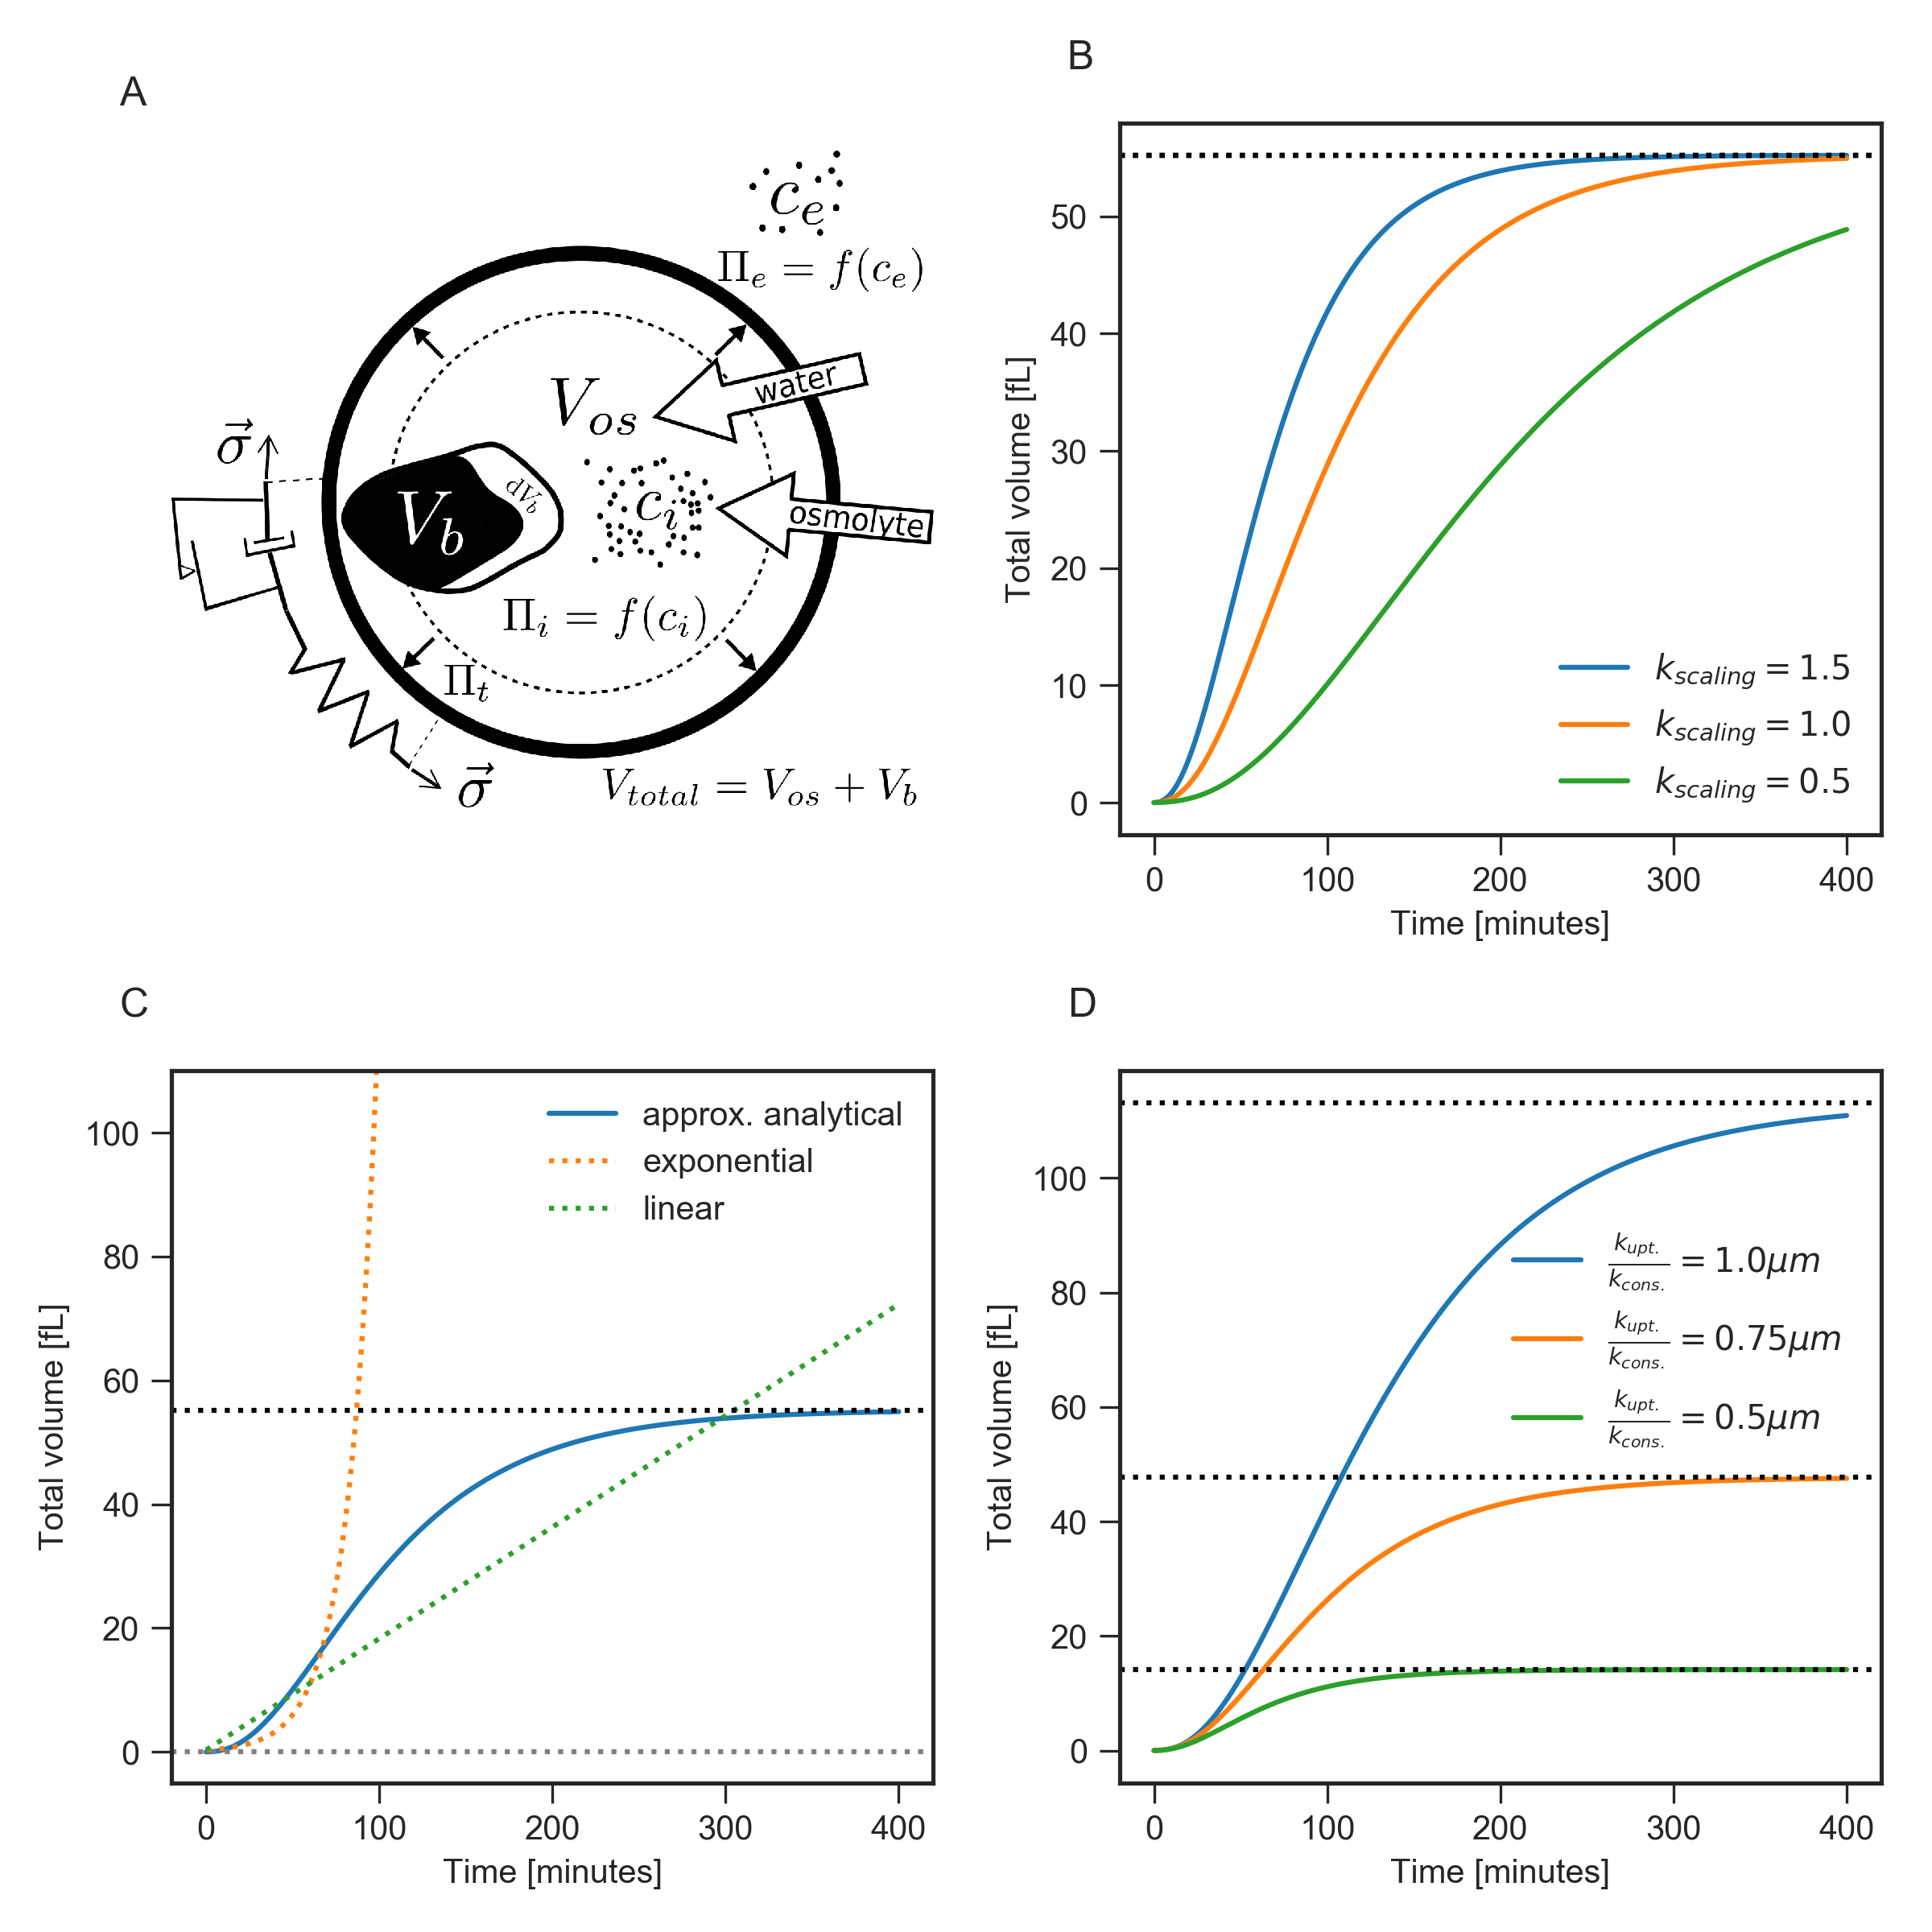 A
c_e
Π_e = f(c_e)
water
V_os
σ⃗
V_b
dV_b
c_i
osmolyte
Π_i = f(c_i)
Π_t
σ⃗
V_total = V_os + V_b
B
Total volume [fL]
50
40
30
20
10
0
k_scaling = 1.5
k_scaling = 1.0
k_scaling = 0.5
0 100 200 300 400
Time [minutes]
C
Total volume [fL]
100
80
60
40
20
0
approx. analytical
exponential
linear
0 100 200 300 400
Time [minutes]
D
Total volume [fL]
100
80
60
40
20
0
k_upt. / k_cons. = 1.0μm
k_upt. / k_cons. = 0.75μm
k_upt. / k_cons. = 0.5μm
0 100 200 300 400
Time [minutes]